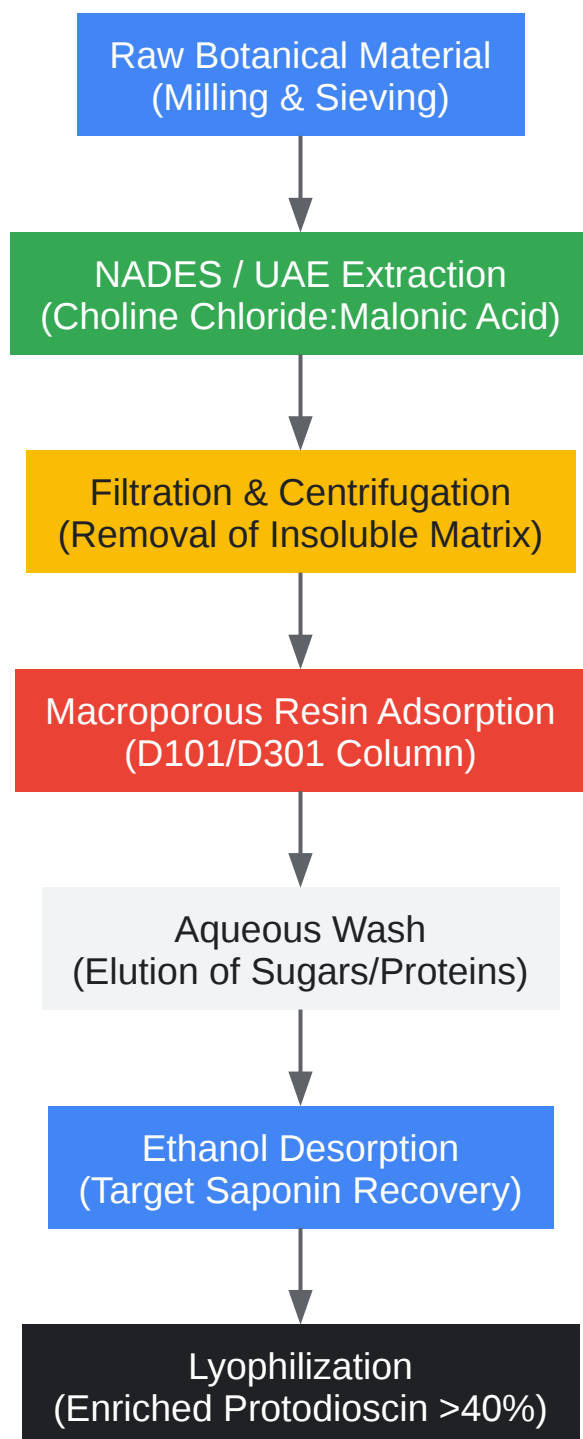 Raw Botanical Material
(Milling & Sieving)
NADES / UAE Extraction
(Choline Chloride:Malonic Acid)
Filtration & Centrifugation
(Removal of Insoluble Matrix)
Macroporous Resin Adsorption
(D101/D301 Column)
Aqueous Wash
(Elution of Sugars/Proteins)
Ethanol Desorption
(Target Saponin Recovery)
Lyophilization
(Enriched Protodioscin >40%)